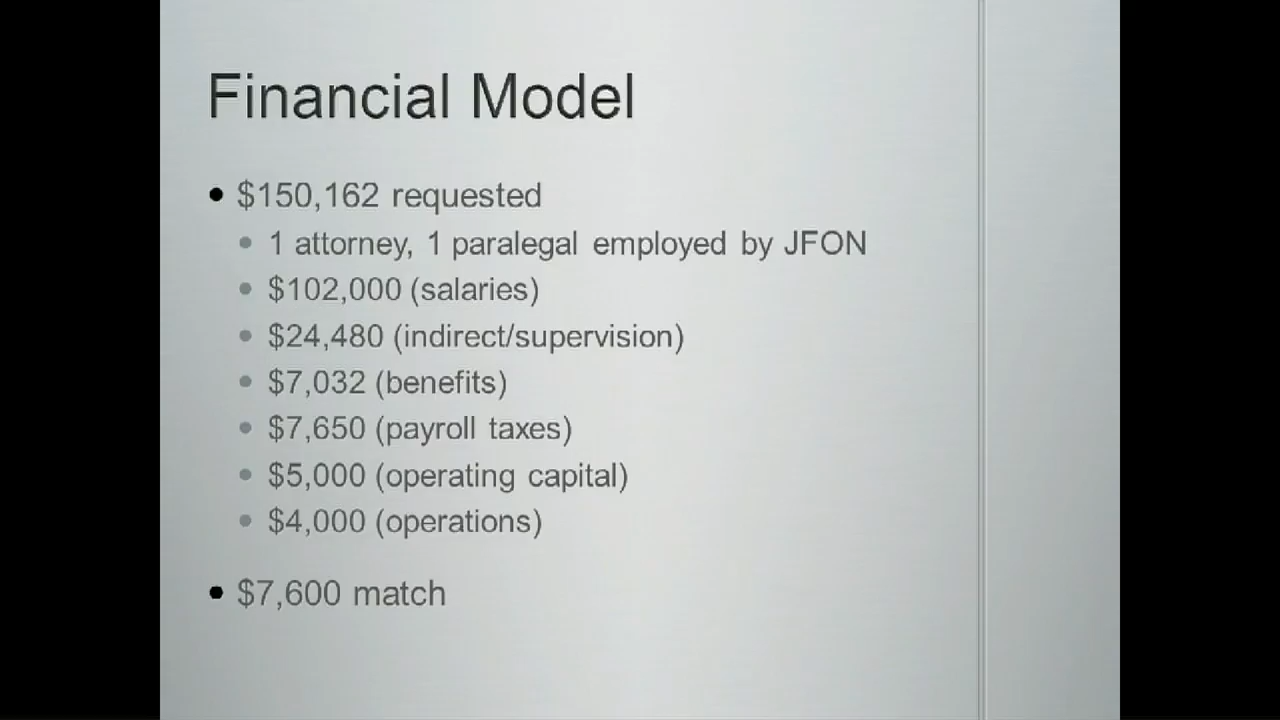 Financial Model
• $150,162 requested
• 1 attorney, 1 paralegal employed by JFON
• $102,000 (salaries)
• $24,480 (indirect/supervision)
• $7,032 (benefits)
• $7,650 (payroll taxes)
• $5,000 (operating capital)
• $4,000 (operations)
• $7,600 match